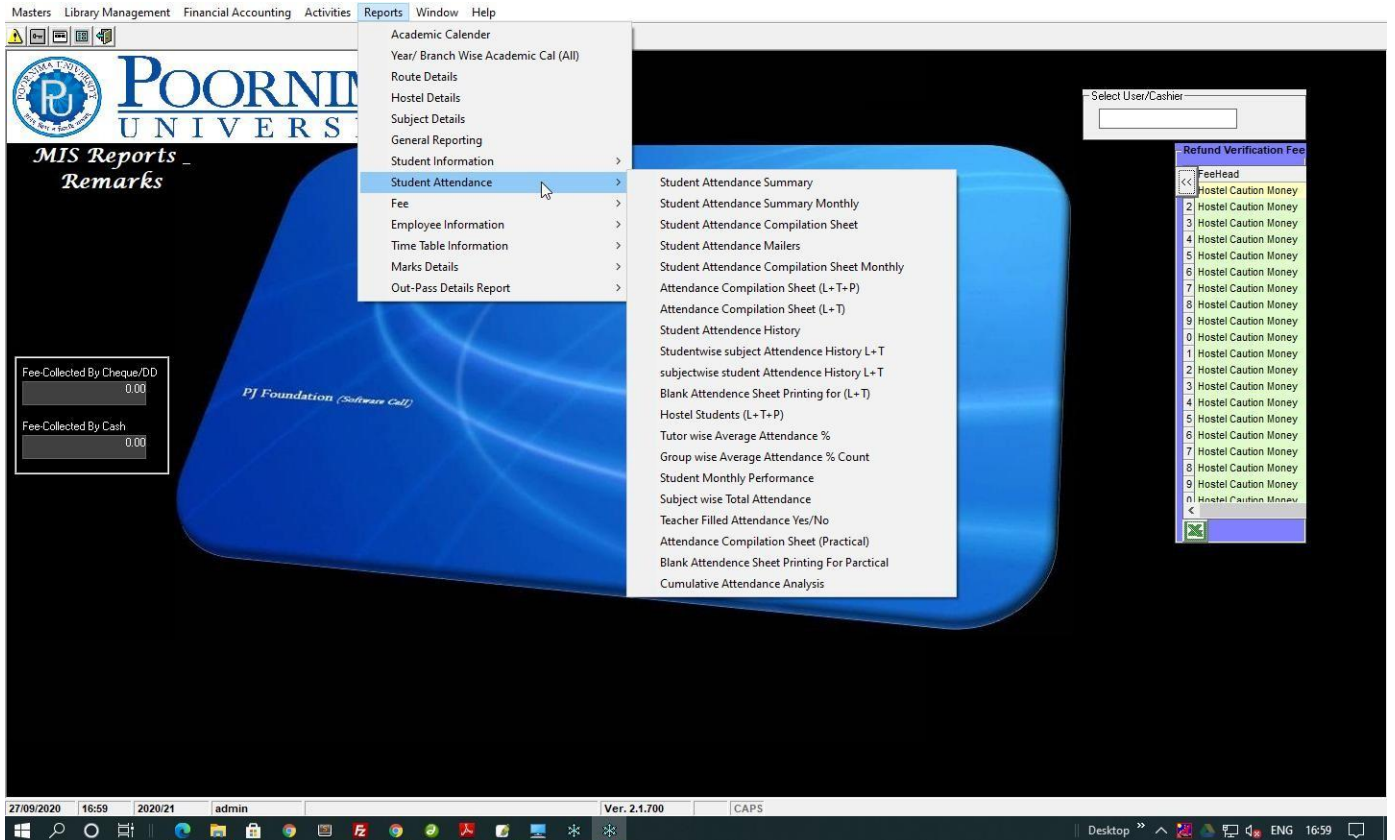 Masters Library Management Financial Accounting Activities Reports Window Help
POORNI
UNIVERS
POORNIMA UNIVERSITY
MIS Reports _
Remarks
Academic Calender
Year/ Branch Wise Academic Cal (All)
Route Details
Hostel Details
Subject Details
General Reporting
Student Information
Student Attendance
Fee
Employee Information
Time Table Information
Marks Details
Out-Pass Details Report
Student Attendance Summary
Student Attendance Summary Monthly
Student Attendance Compilation Sheet
Student Attendance Mailers
Student Attendance Compilation Sheet Monthly
Attendance Compilation Sheet (L+T+P)
Attendance Compilation Sheet (L+T)
Student Attendence History
Studentwise subject Attendence History L+T
subjectwise student Attendence History L+T
Blank Attendence Sheet Printing for (L+T)
Hostel Students (L+T+P)
Tutor wise Average Attendance %
Group wise Average Attendance % Count
Student Monthly Performance
Subject wise Total Attendance
Teacher Filled Attendance Yes/No
Attendance Compilation Sheet (Practical)
Blank Attendence Sheet Printing For Parctical
Cumulative Attendance Analysis
Select User/Cashier
Refund Verification Fee
<< FeeHead
Hostel Caution Money
2 Hostel Caution Money
3 Hostel Caution Money
4 Hostel Caution Money
5 Hostel Caution Money
6 Hostel Caution Money
7 Hostel Caution Money
8 Hostel Caution Money
9 Hostel Caution Money
0 Hostel Caution Money
1 Hostel Caution Money
2 Hostel Caution Money
3 Hostel Caution Money
4 Hostel Caution Money
5 Hostel Caution Money
6 Hostel Caution Money
7 Hostel Caution Money
8 Hostel Caution Money
9 Hostel Caution Money
0 Hostel Caution Money
Fee-Collected By Cheque/DD
0.00
Fee-Collected By Cash
0.00
PJ Foundation (Software Cell)
27/09/2020 16:59 2020/21 admin Ver. 2.1.700 CAPS
Desktop ENG 16:59